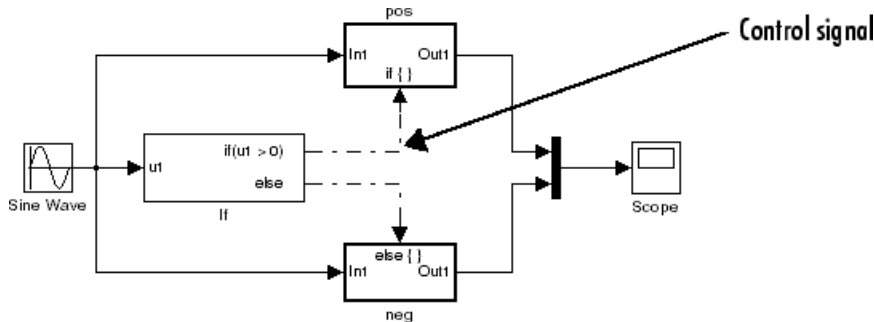 pos
Control signal
In1
Out1
if { }
if(u1 > 0)
u1
else
Sine Wave
If
Scope
else { }
In1
Out1
neg